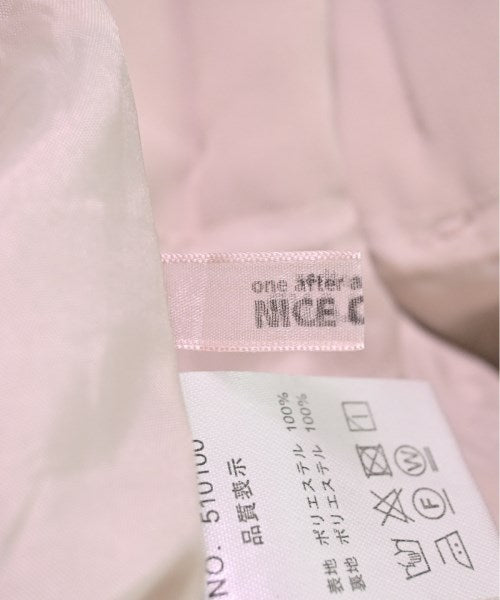 one after a
NICE C
NO. 510100
品質表示
表地 ポリエステル 100%
裏地 ポリエステル 100%
W
F